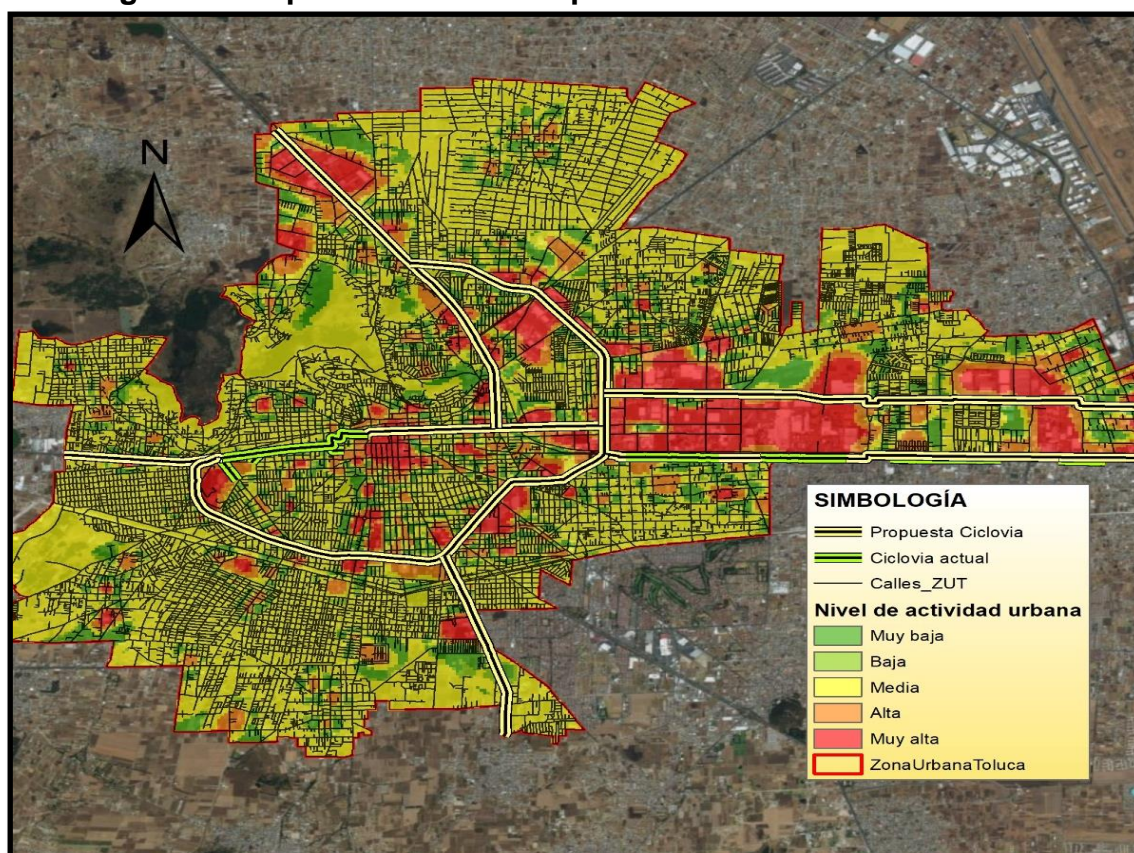 N
SIMBOLOGÍA
Propuesta Ciclovia
Ciclovia actual
Calles_ZUT
Nivel de actividad urbana
Muy baja
Baja
Media
Alta
Muy alta
ZonaUrbanaToluca